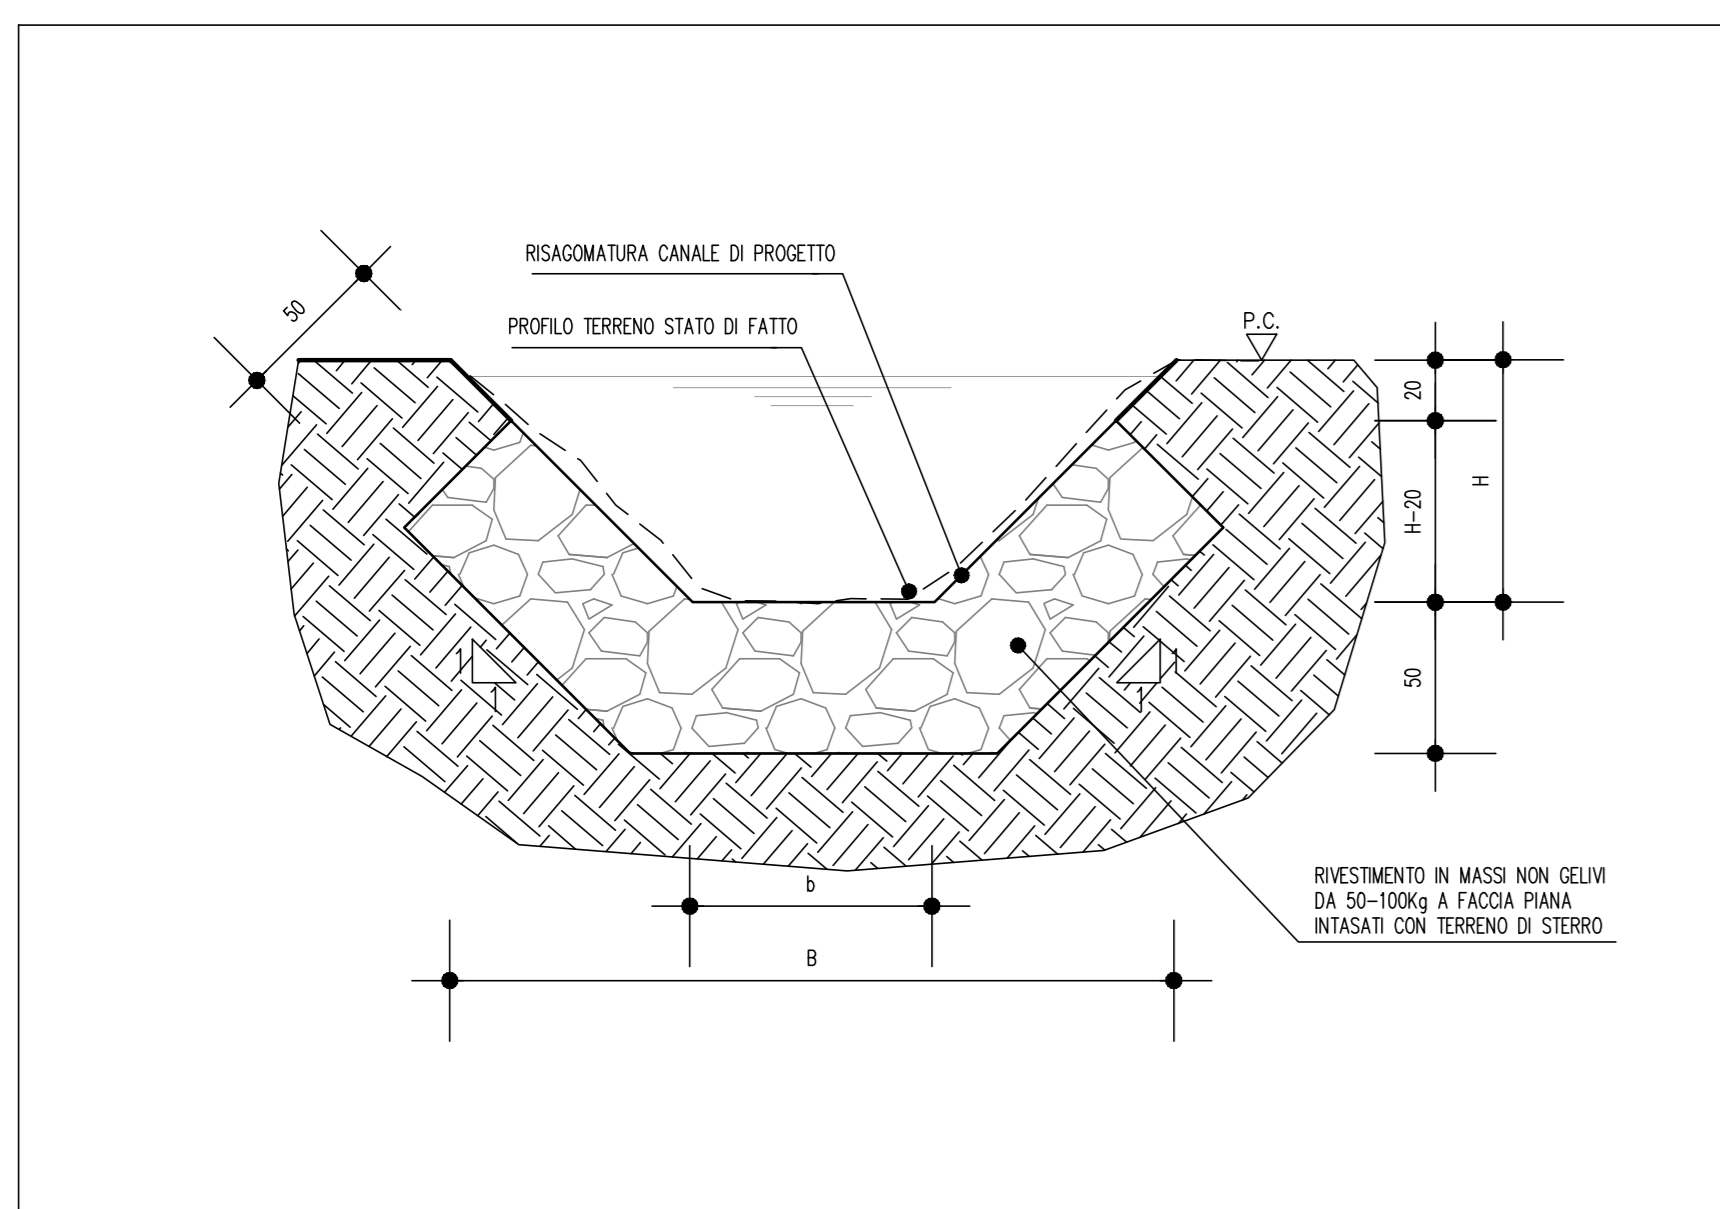 RISAGOMATURA CANALE DI PROGETTO
50
PROFILO TERRENO STATO DI FATTO
P.C.
20
H-20
H
50
1
1
1
1
b
B
RIVESTIMENTO IN MASSI NON GELIVI
DA 50-100Kg A FACCIA PIANA
INTASATI CON TERRENO DI STERRO